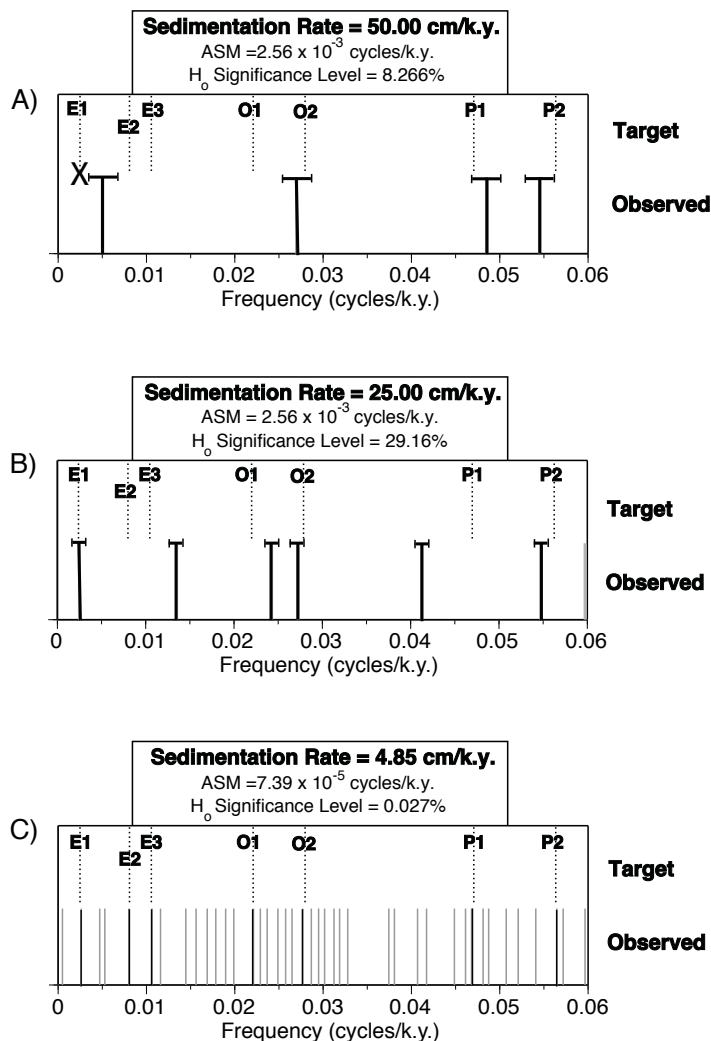 Sedimentation Rate = 50.00 cm/k.y.
ASM =2.56 x 10⁻³ cycles/k.y.
Hₒ Significance Level = 8.266%
A)
E1 E2 E3 O1 O2 P1 P2
Target
X
Observed
0 0.01 0.02 0.03 0.04 0.05 0.06
Frequency (cycles/k.y.)
Sedimentation Rate = 25.00 cm/k.y.
ASM = 2.56 x 10⁻³ cycles/k.y.
Hₒ Significance Level = 29.16%
B)
E1 E2 E3 O1 O2 P1 P2
Target
Observed
0 0.01 0.02 0.03 0.04 0.05 0.06
Frequency (cycles/k.y.)
Sedimentation Rate = 4.85 cm/k.y.
ASM =7.39 x 10⁻⁵ cycles/k.y.
Hₒ Significance Level = 0.027%
C)
E1 E2 E3 O1 O2 P1 P2
Target
Observed
0 0.01 0.02 0.03 0.04 0.05 0.06
Frequency (cycles/k.y.)